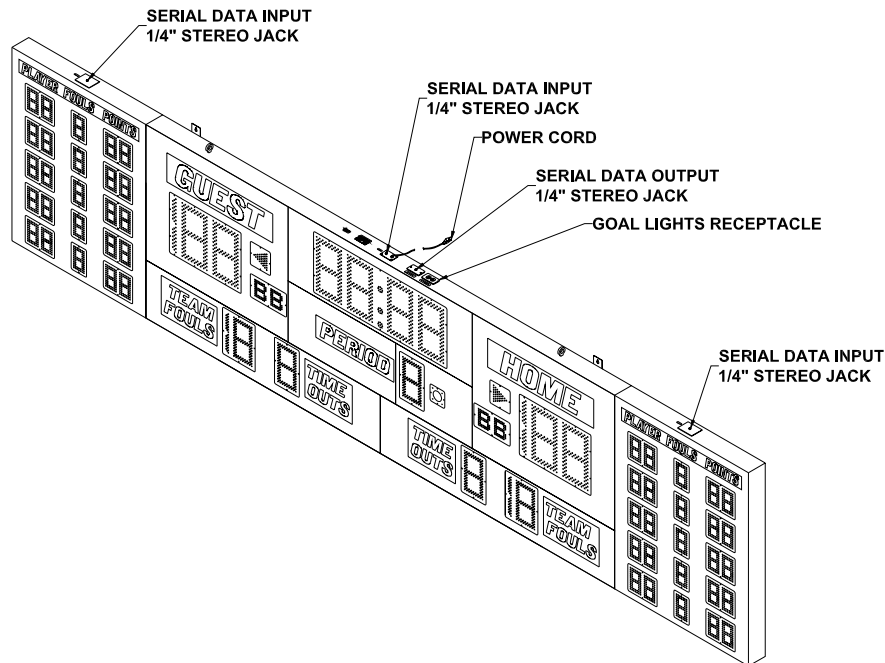 SERIAL DATA INPUT
1/4" STEREO JACK
SERIAL DATA INPUT
1/4" STEREO JACK
POWER CORD
SERIAL DATA OUTPUT
1/4" STEREO JACK
GOAL LIGHTS RECEPTACLE
SERIAL DATA INPUT
1/4" STEREO JACK
PLAYER FOULS POINTS
GUEST
BB
TEAM
FOULS
TIME
OUTS
PERIOD
HOME
BB
TIME
OUTS
TEAM
FOULS
PLAYER FOULS POINTS